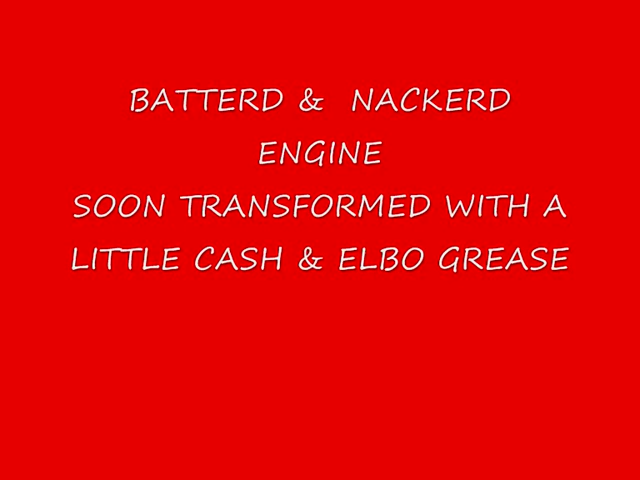 BATTERD & NACKERD
ENGINE
SOON TRANSFORMED WITH A
LITTLE CASH & ELBO GREASE